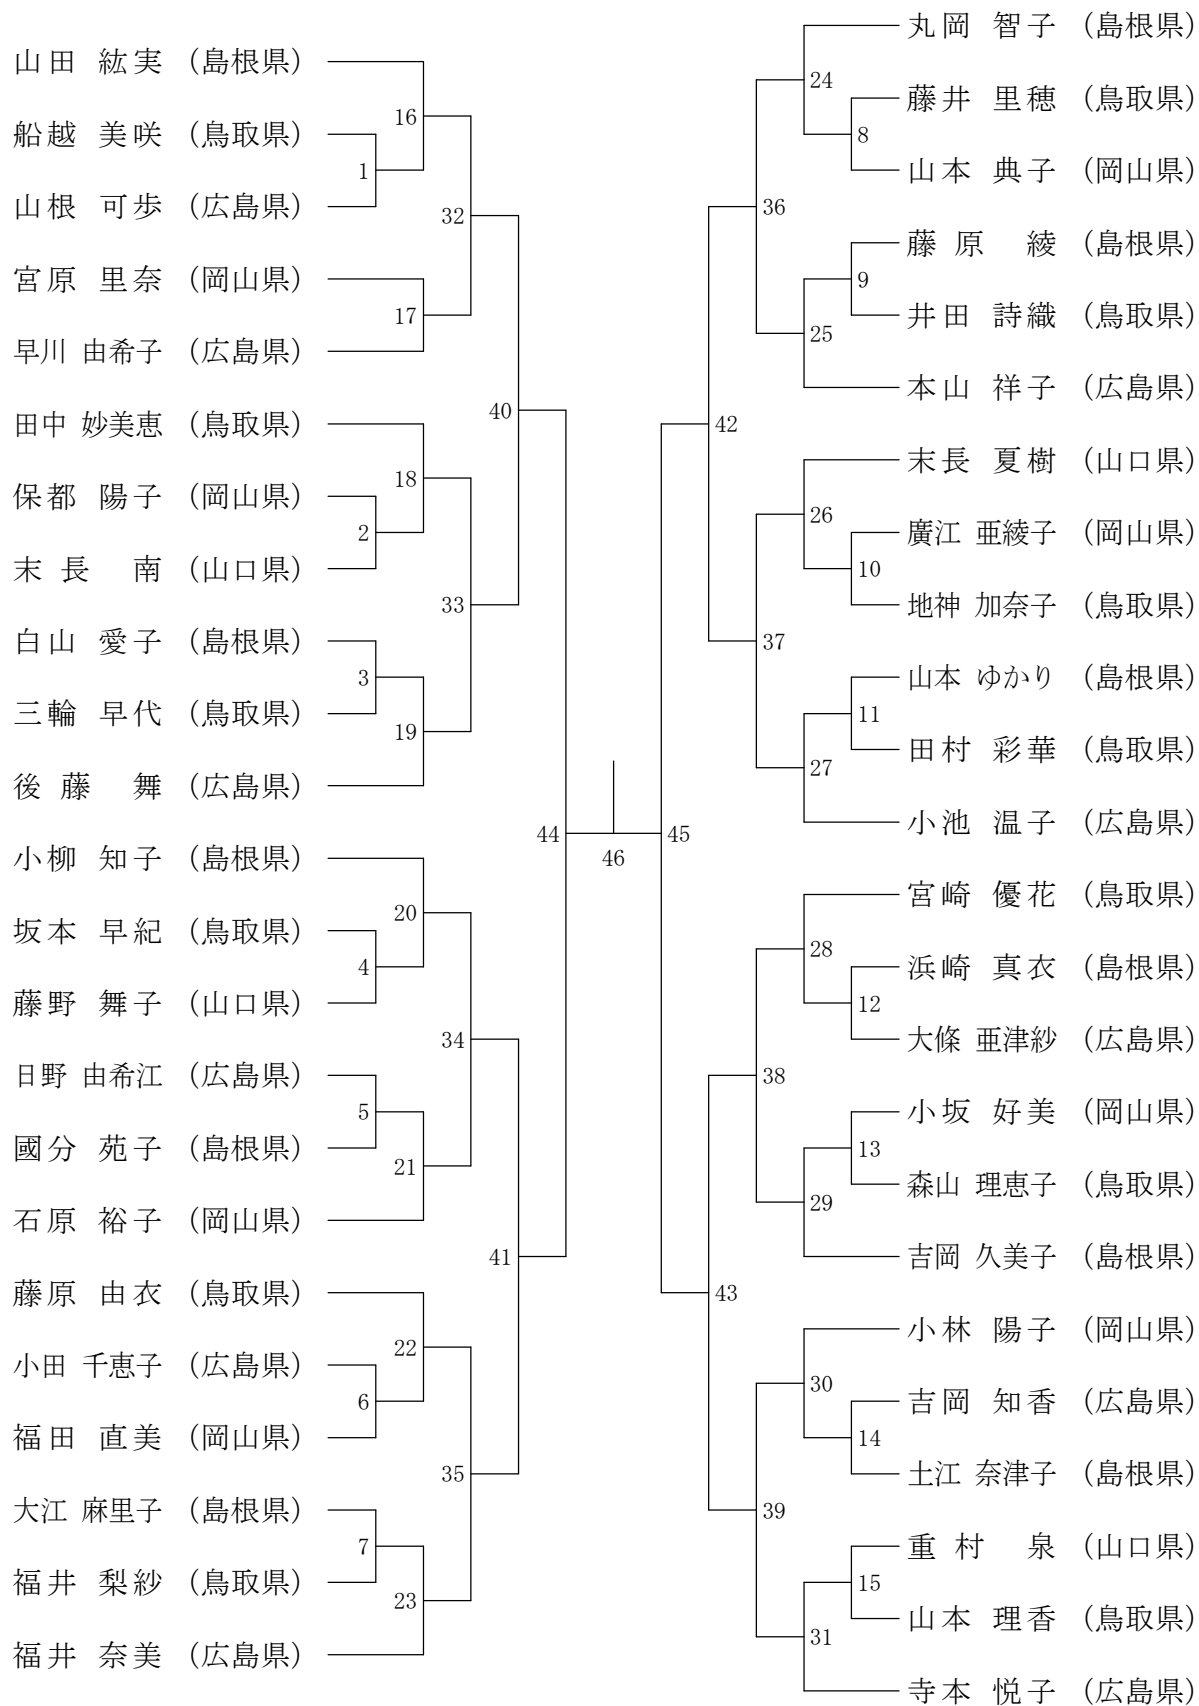 山田 紘実 (島根県)
船越 美咲 (鳥取県)
山根 可歩 (広島県)
宮原 里奈 (岡山県)
早川 由希子 (広島県)
田中 妙美恵 (鳥取県)
保都 陽子 (岡山県)
末長 南 (山口県)
白山 愛子 (島根県)
三輪 早代 (鳥取県)
後藤 舞 (広島県)
小柳 知子 (島根県)
坂本 早紀 (鳥取県)
藤野 舞子 (山口県)
日野 由希江 (広島県)
國分 苑子 (島根県)
石原 裕子 (岡山県)
藤原 由衣 (鳥取県)
小田 千恵子 (広島県)
福田 直美 (岡山県)
大江 麻里子 (島根県)
福井 梨紗 (鳥取県)
福井 奈美 (広島県)
1
2
3
4
5
6
7
16
17
18
19
20
21
22
23
32
33
34
35
40
41
44
46
45
42
43
36
37
38
39
24
25
26
27
28
29
30
31
8
9
10
11
12
13
14
15
丸岡 智子 (島根県)
藤井 里穂 (鳥取県)
山本 典子 (岡山県)
藤原 綾 (島根県)
井田 詩織 (鳥取県)
本山 祥子 (広島県)
末長 夏樹 (山口県)
廣江 亜綾子 (岡山県)
地神 加奈子 (鳥取県)
山本 ゆかり (島根県)
田村 彩華 (鳥取県)
小池 温子 (広島県)
宮崎 優花 (鳥取県)
浜崎 真衣 (島根県)
大條 亜津紗 (広島県)
小坂 好美 (岡山県)
森山 理恵子 (鳥取県)
吉岡 久美子 (島根県)
小林 陽子 (岡山県)
吉岡 知香 (広島県)
土江 奈津子 (島根県)
重村 泉 (山口県)
山本 理香 (鳥取県)
寺本 悦子 (広島県)